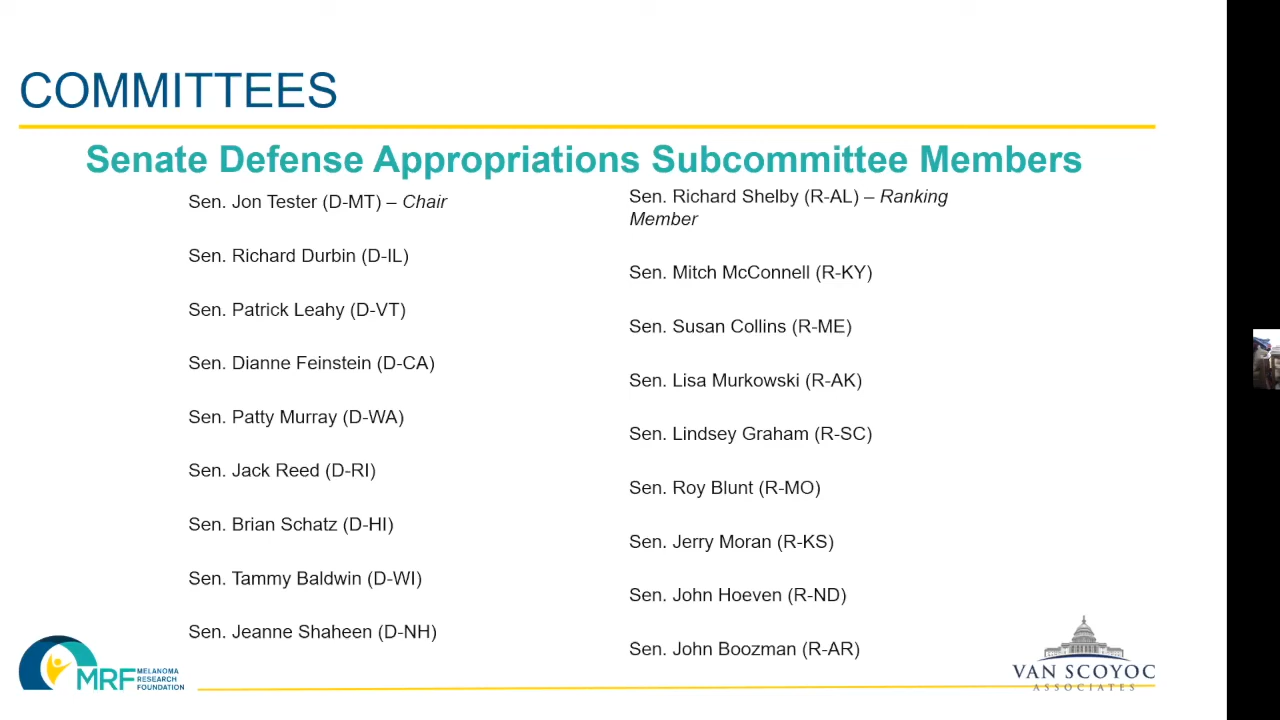 COMMITTEES
Senate Defense Appropriations Subcommittee Members
Sen. Jon Tester (D-MT) – Chair
Sen. Richard Durbin (D-IL)
Sen. Patrick Leahy (D-VT)
Sen. Dianne Feinstein (D-CA)
Sen. Patty Murray (D-WA)
Sen. Jack Reed (D-RI)
Sen. Brian Schatz (D-HI)
Sen. Tammy Baldwin (D-WI)
Sen. Jeanne Shaheen (D-NH)
Sen. Richard Shelby (R-AL) – Ranking
Member
Sen. Mitch McConnell (R-KY)
Sen. Susan Collins (R-ME)
Sen. Lisa Murkowski (R-AK)
Sen. Lindsey Graham (R-SC)
Sen. Roy Blunt (R-MO)
Sen. Jerry Moran (R-KS)
Sen. John Hoeven (R-ND)
Sen. John Boozman (R-AR)
MRF
MELANOMA
RESEARCH
FOUNDATION
VAN SCOYOC
ASSOCIATES